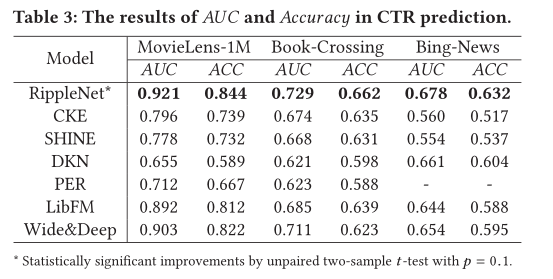 Table 3: The results of AUC and Accuracy in CTR prediction.
Model MovieLens-1M Book-Crossing Bing-News
AUC ACC AUC ACC AUC ACC
RippleNet* 0.921 0.844 0.729 0.662 0.678 0.632
CKE 0.796 0.739 0.674 0.635 0.560 0.517
SHINE 0.778 0.732 0.668 0.631 0.554 0.537
DKN 0.655 0.589 0.621 0.598 0.661 0.604
PER 0.712 0.667 0.623 0.588 - -
LibFM 0.892 0.812 0.685 0.639 0.644 0.588
Wide&Deep 0.903 0.822 0.711 0.623 0.654 0.595
* Statistically significant improvements by unpaired two-sample t-test with p = 0.1.